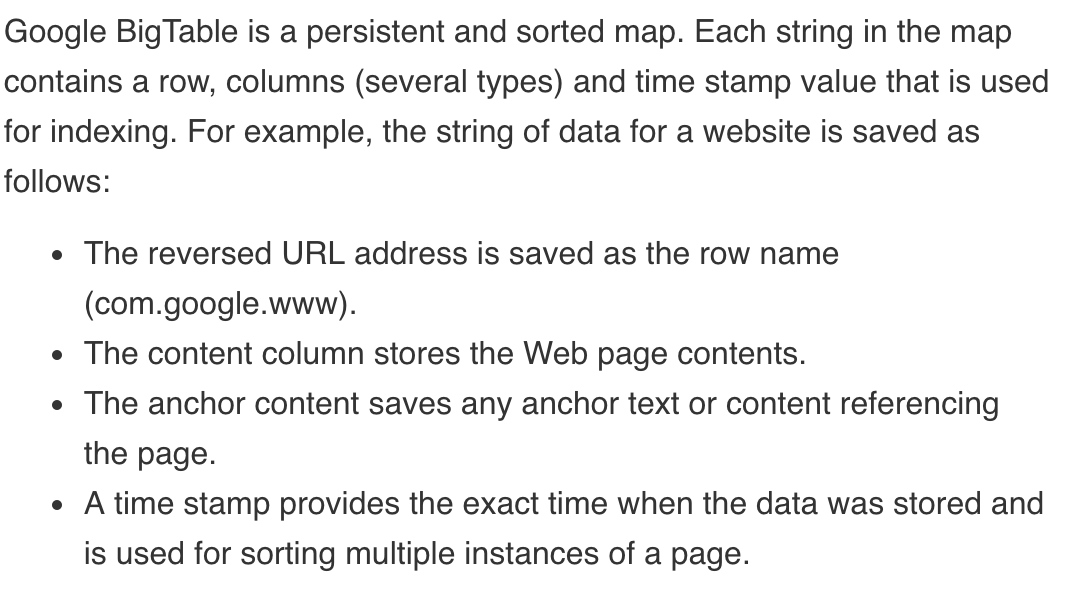 Google BigTable is a persistent and sorted map. Each string in the map
contains a row, columns (several types) and time stamp value that is used
for indexing. For example, the string of data for a website is saved as
follows:
• The reversed URL address is saved as the row name
(com.google.www).
• The content column stores the Web page contents.
• The anchor content saves any anchor text or content referencing
the page.
• A time stamp provides the exact time when the data was stored and
is used for sorting multiple instances of a page.